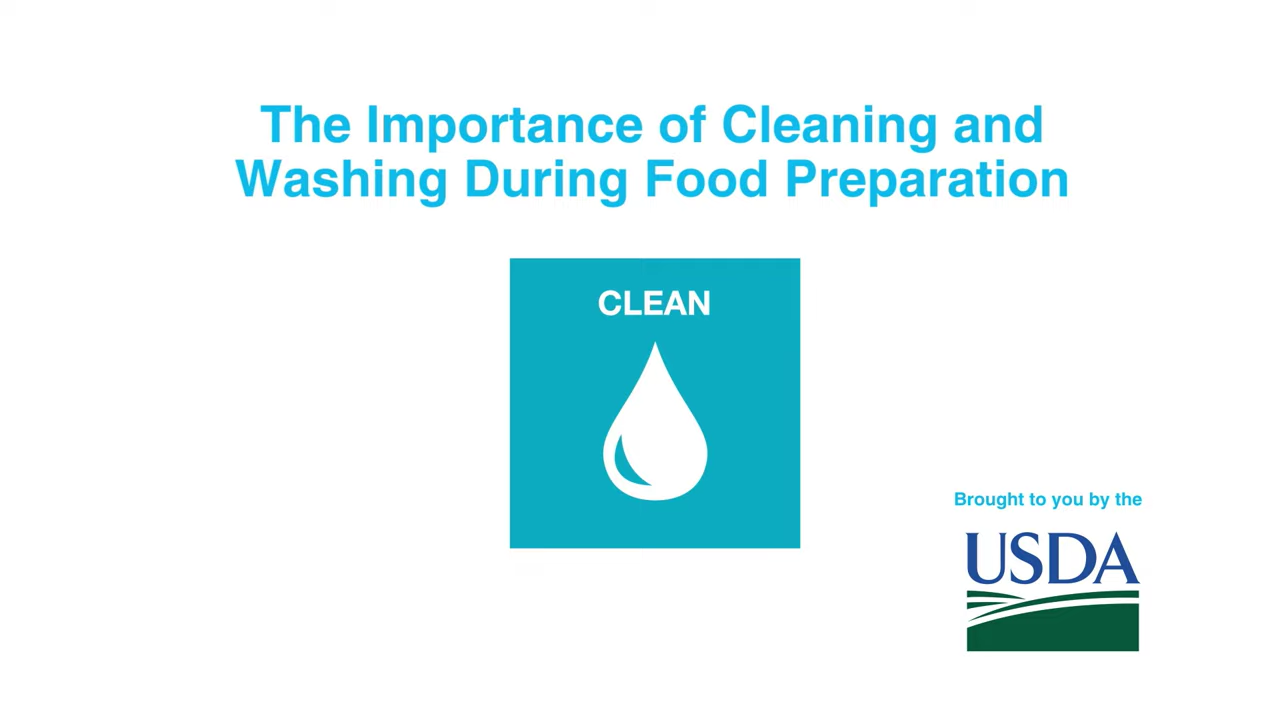 The Importance of Cleaning and
Washing During Food Preparation
CLEAN
Brought to you by the
USDA